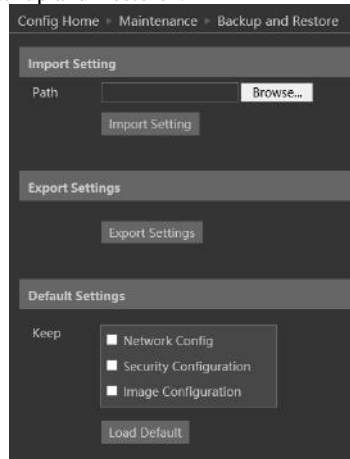 Config Home ▸ Maintenance ▸ Backup and Restore
Import Setting
Path Browse...
Import Setting
Export Settings
Export Settings
Default Settings
Keep
Network Config
Security Configuration
Image Configuration
Load Default